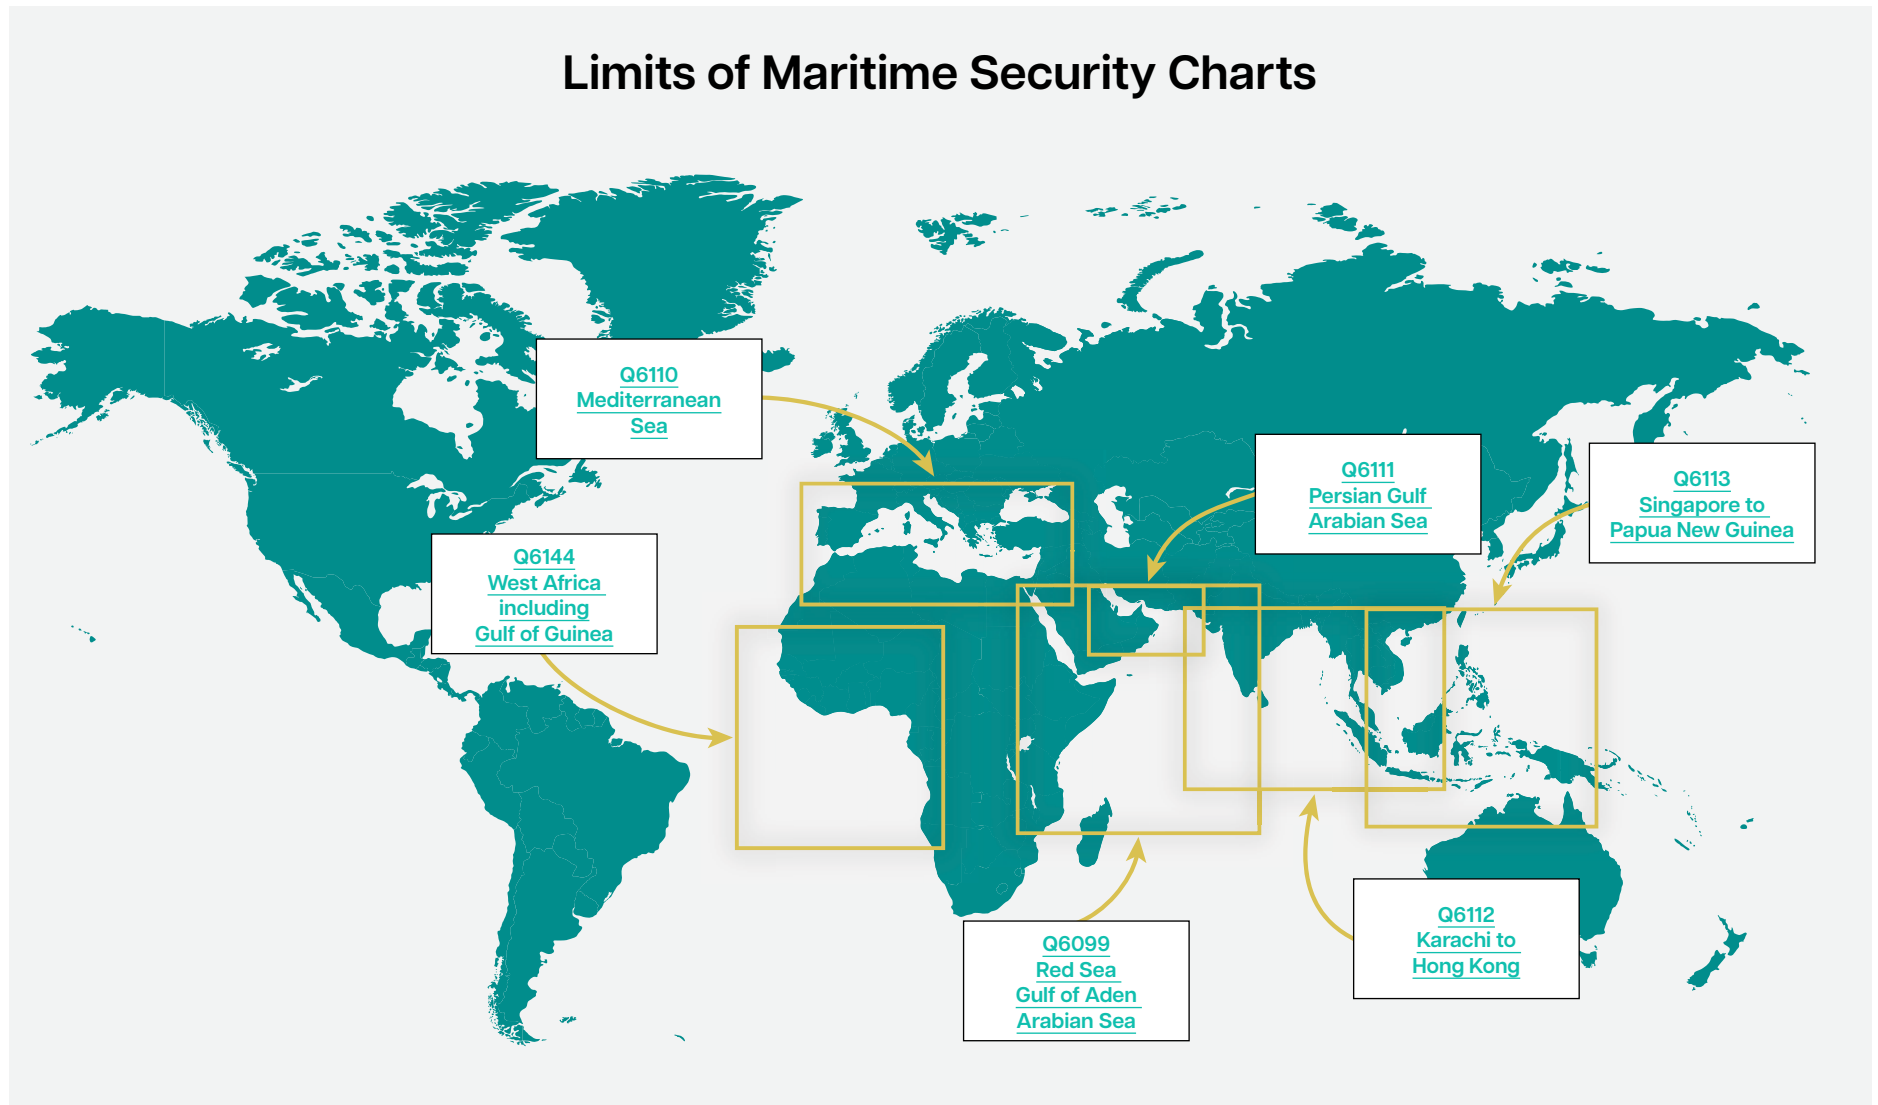 Limits of Maritime Security Charts
Q6110
Mediterranean
Sea
Q6111
Persian Gulf
Arabian Sea
Q6113
Singapore to
Papua New Guinea
Q6144
West Africa
including
Gulf of Guinea
Q6112
Karachi to
Hong Kong
Q6099
Red Sea
Gulf of Aden
Arabian Sea